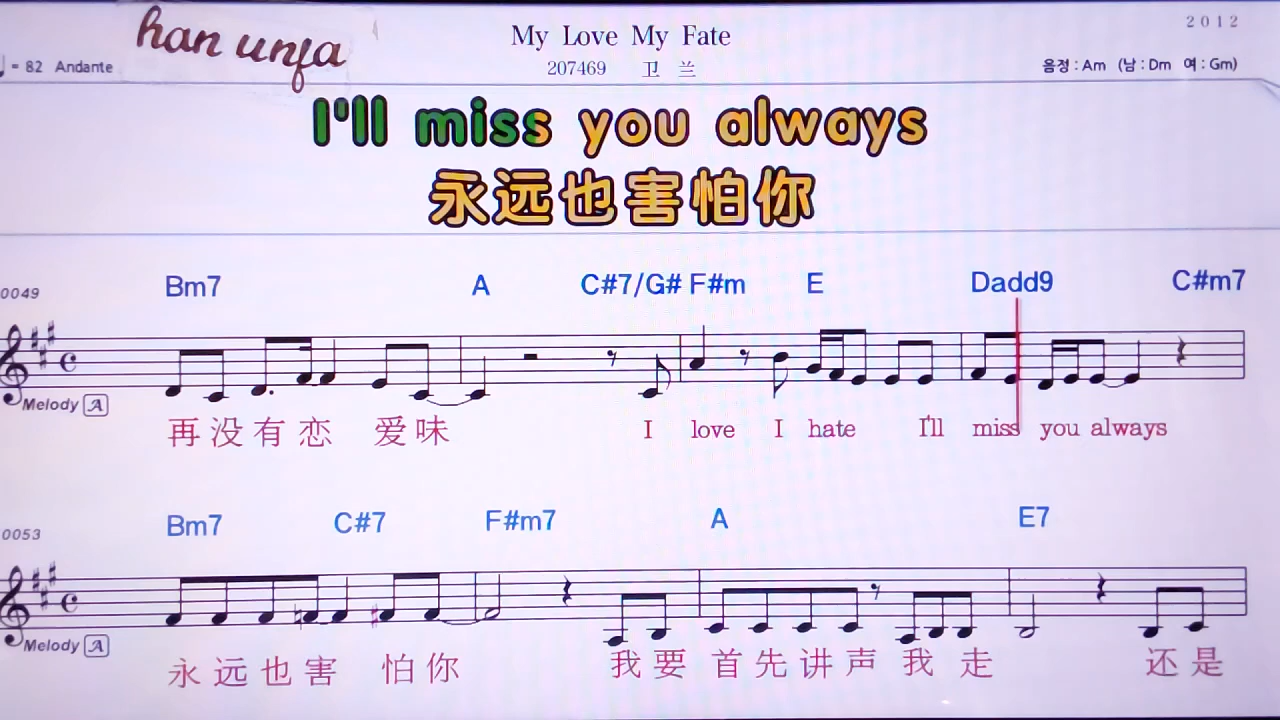 han unfa
My Love My Fate
2012
♩ = 82 Andante
207469 卫 兰
음정 : Am (남 : Dm 여 : Gm)
I'll miss you always
永远也害怕你
0049
Bm7 A C#7/G# F#m E Dadd9 C#m7
Melody A
再 没 有 恋 爱 味 I love I hate I'll miss you always
0053
Bm7 C#7 F#m7 A E7
Melody A
永 远 也 害 怕 你 我 要 首 先 讲 声 我 走 还 是